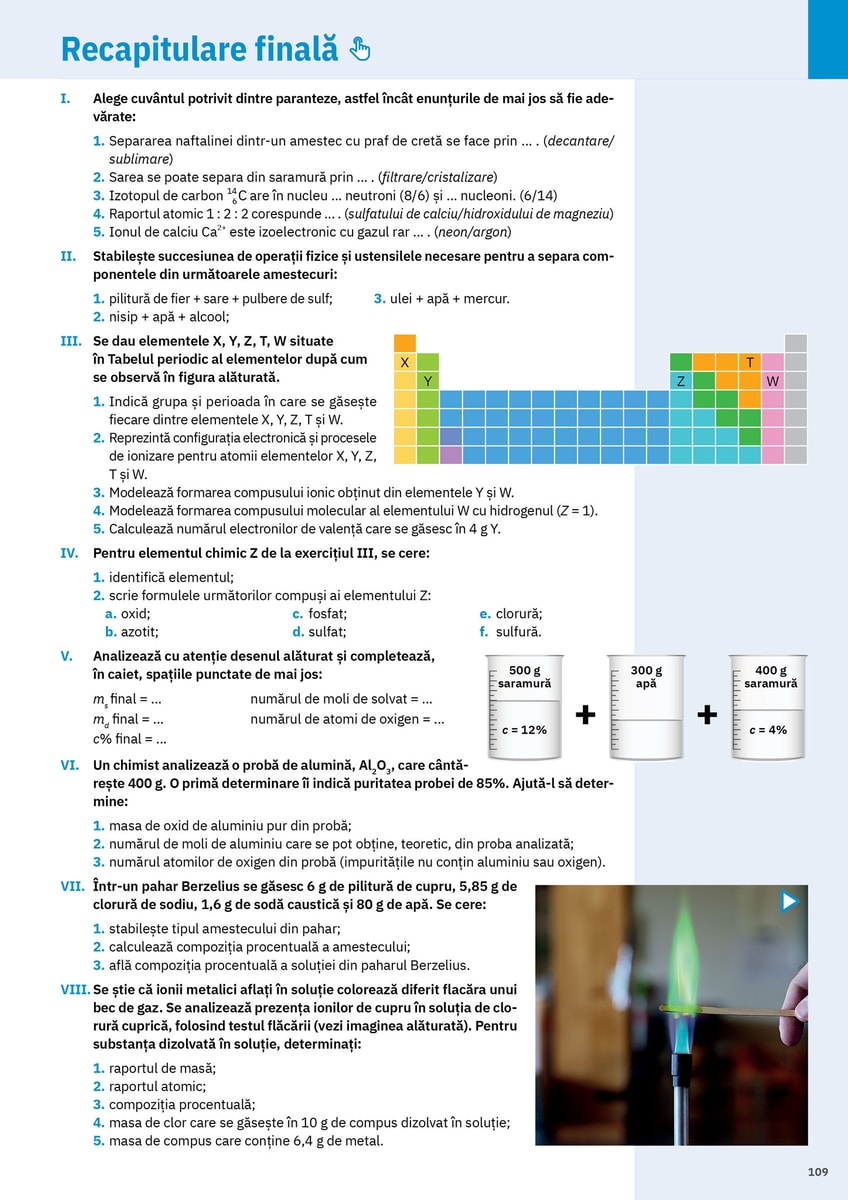 Recapitulare finală
I. Alege cuvântul potrivit dintre paranteze, astfel încât enunțurile de mai jos să fie ade-
vărate:
1. Separarea naftalinei dintr-un amestec cu praf de cretă se face prin ... . (decantare/
sublimare)
2. Sarea se poate separa din saramură prin ... . (filtrare/cristalizare)
3. Izotopul de carbon ¹⁴₆C are în nucleu ... neutroni (8/6) și ... nucleoni. (6/14)
4. Raportul atomic 1 : 2 : 2 corespunde ... . (sulfatului de calciu/hidroxidului de magneziu)
5. Ionul de calciu Ca²⁺ este izoelectronic cu gazul rar ... . (neon/argon)
II. Stabilește succesiunea de operații fizice și ustensilele necesare pentru a separa com-
ponentele din următoarele amestecuri:
1. pilitură de fier + sare + pulbere de sulf;
2. nisip + apă + alcool;
3. ulei + apă + mercur.
III. Se dau elementele X, Y, Z, T, W situate
în Tabelul periodic al elementelor după cum
se observă în figura alăturată.
1. Indică grupa și perioada în care se găsește
fiecare dintre elementele X, Y, Z, T și W.
2. Reprezintă configurația electronică și procesele
de ionizare pentru atomii elementelor X, Y, Z,
T și W.
X
Y
Z
T
W
3. Modelează formarea compusului ionic obținut din elementele Y și W.
4. Modelează formarea compusului molecular al elementului W cu hidrogenul (Z = 1).
5. Calculează numărul electronilor de valență care se găsesc în 4 g Y.
IV. Pentru elementul chimic Z de la exercițiul III, se cere:
1. identifică elementul;
2. scrie formulele următorilor compuși ai elementului Z:
a. oxid; c. fosfat; e. clorură;
b. azotit; d. sulfat; f. sulfură.
V. Analizează cu atenție desenul alăturat și completează,
în caiet, spațiile punctate de mai jos:
mₛ final = ... numărul de moli de solvat = ...
m_d final = ... numărul de atomi de oxigen = ...
c% final = ...
500 g
saramură
c = 12%
+
300 g
apă
+
400 g
saramură
c = 4%
VI. Un chimist analizează o probă de alumină, Al₂O₃, care cântă-
rește 400 g. O primă determinare îi indică puritatea probei de 85%. Ajută-l să deter-
mine:
1. masa de oxid de aluminiu pur din probă;
2. numărul de moli de aluminiu care se pot obține, teoretic, din proba analizată;
3. numărul atomilor de oxigen din probă (impuritățile nu conțin aluminiu sau oxigen).
VII. Într-un pahar Berzelius se găsesc 6 g de pilitură de cupru, 5,85 g de
clorură de sodiu, 1,6 g de sodă caustică și 80 g de apă. Se cere:
1. stabilește tipul amestecului din pahar;
2. calculează compoziția procentuală a amestecului;
3. află compoziția procentuală a soluției din paharul Berzelius.
VIII. Se știe că ionii metalici aflați în soluție colorează diferit flacăra unui
bec de gaz. Se analizează prezența ionilor de cupru în soluția de clo-
rură cuprică, folosind testul flăcării (vezi imaginea alăturată). Pentru
substanța dizolvată în soluție, determinați:
1. raportul de masă;
2. raportul atomic;
3. compoziția procentuală;
4. masa de clor care se găsește în 10 g de compus dizolvat în soluție;
5. masa de compus care conține 6,4 g de metal.
109